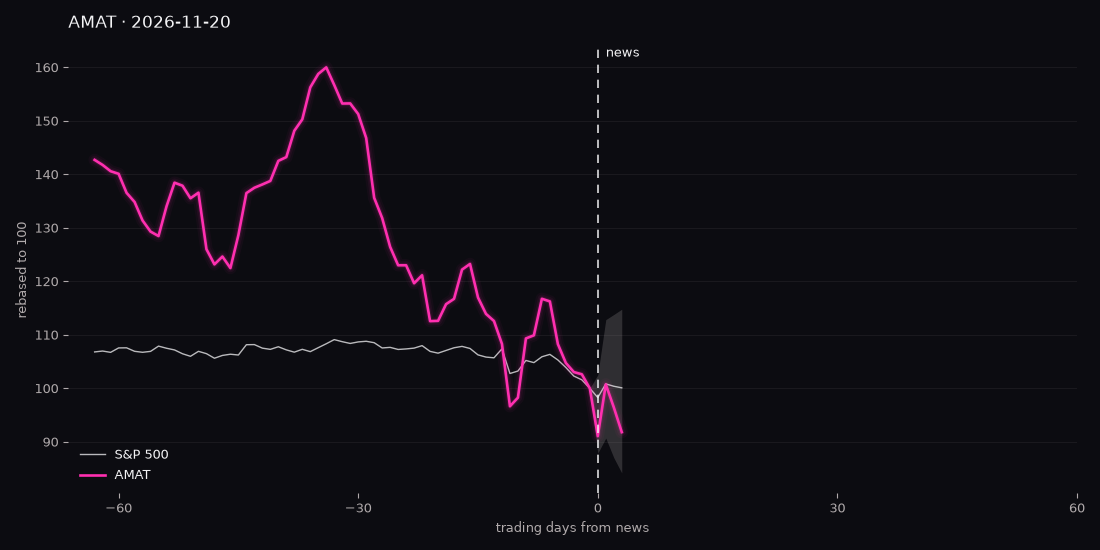 AMAT · 2026-11-20
news
160
150
140
130
120
110
100
90
rebased to 100
S&P 500
AMAT
−60
−30
0
30
60
trading days from news